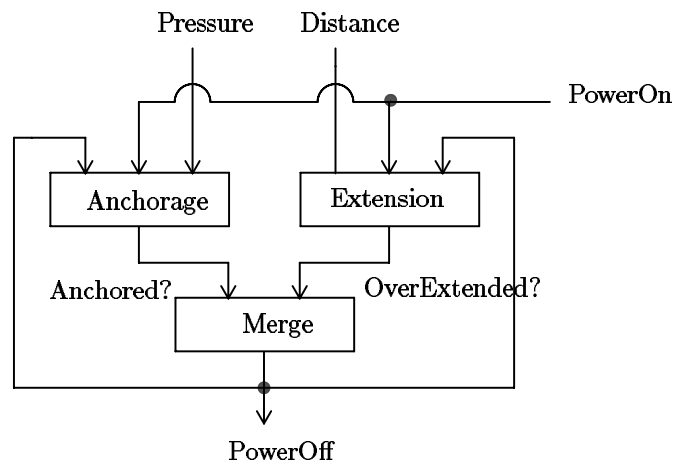 Pressure
Distance
PowerOn
Anchorage
Extension
Anchored?
OverExtended?
Merge
PowerOff